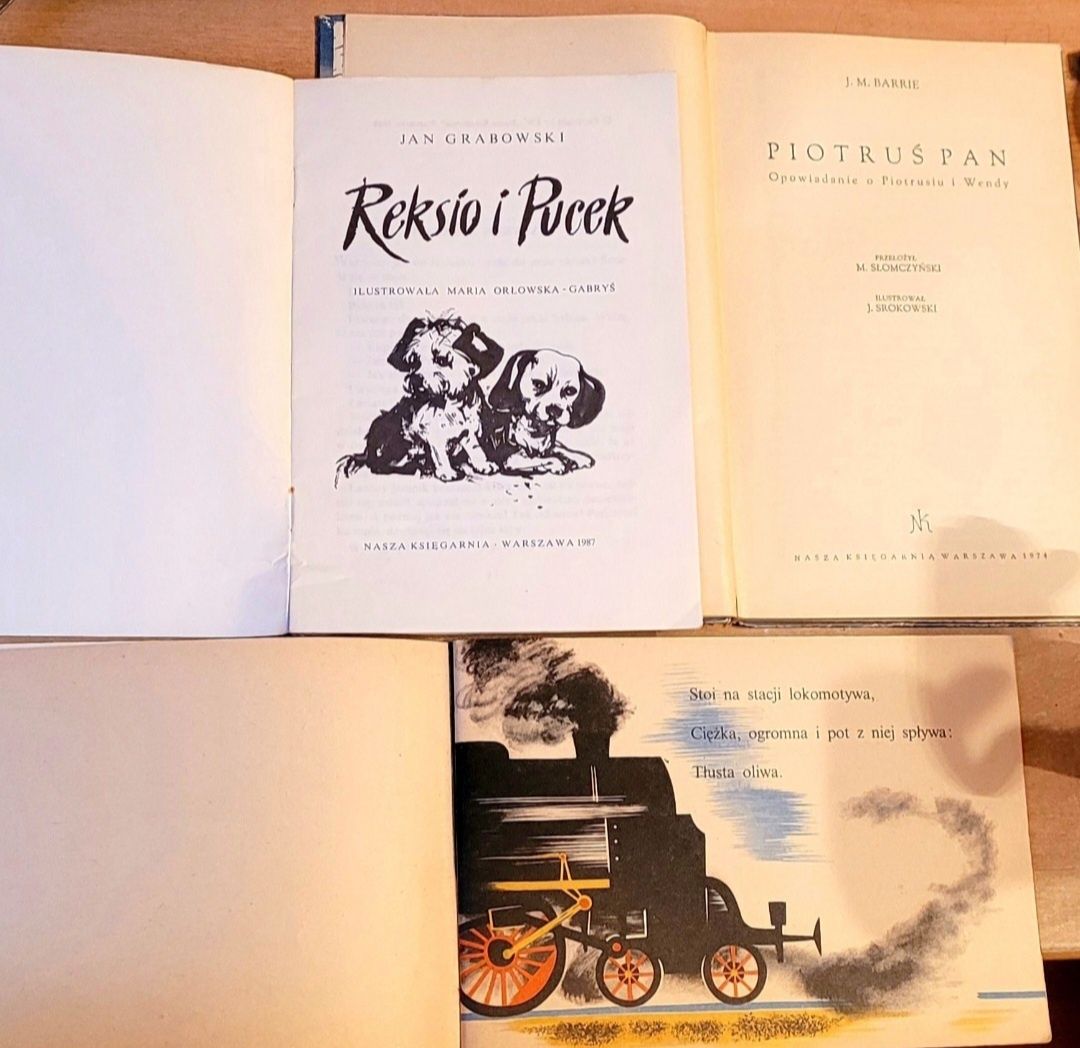 JAN GRABOWSKI
Reksio i Pucek
ILUSTROWAŁA MARIA ORŁOWSKA-GABRYŚ
NASZA KSIĘGARNIA · WARSZAWA 1987
J. M. BARRIE
PIOTRUŚ PAN
Opowiadanie o Piotrusiu i Wendy
PRZEŁOŻYŁ
M. SŁOMCZYŃSKI
ILUSTROWAŁ
J. SROKOWSKI
NK
NASZA KSIĘGARNIA WARSZAWA 1974
Stoi na stacji lokomotywa,
Ciężka, ogromna i pot z niej spływa:
Tłusta oliwa.